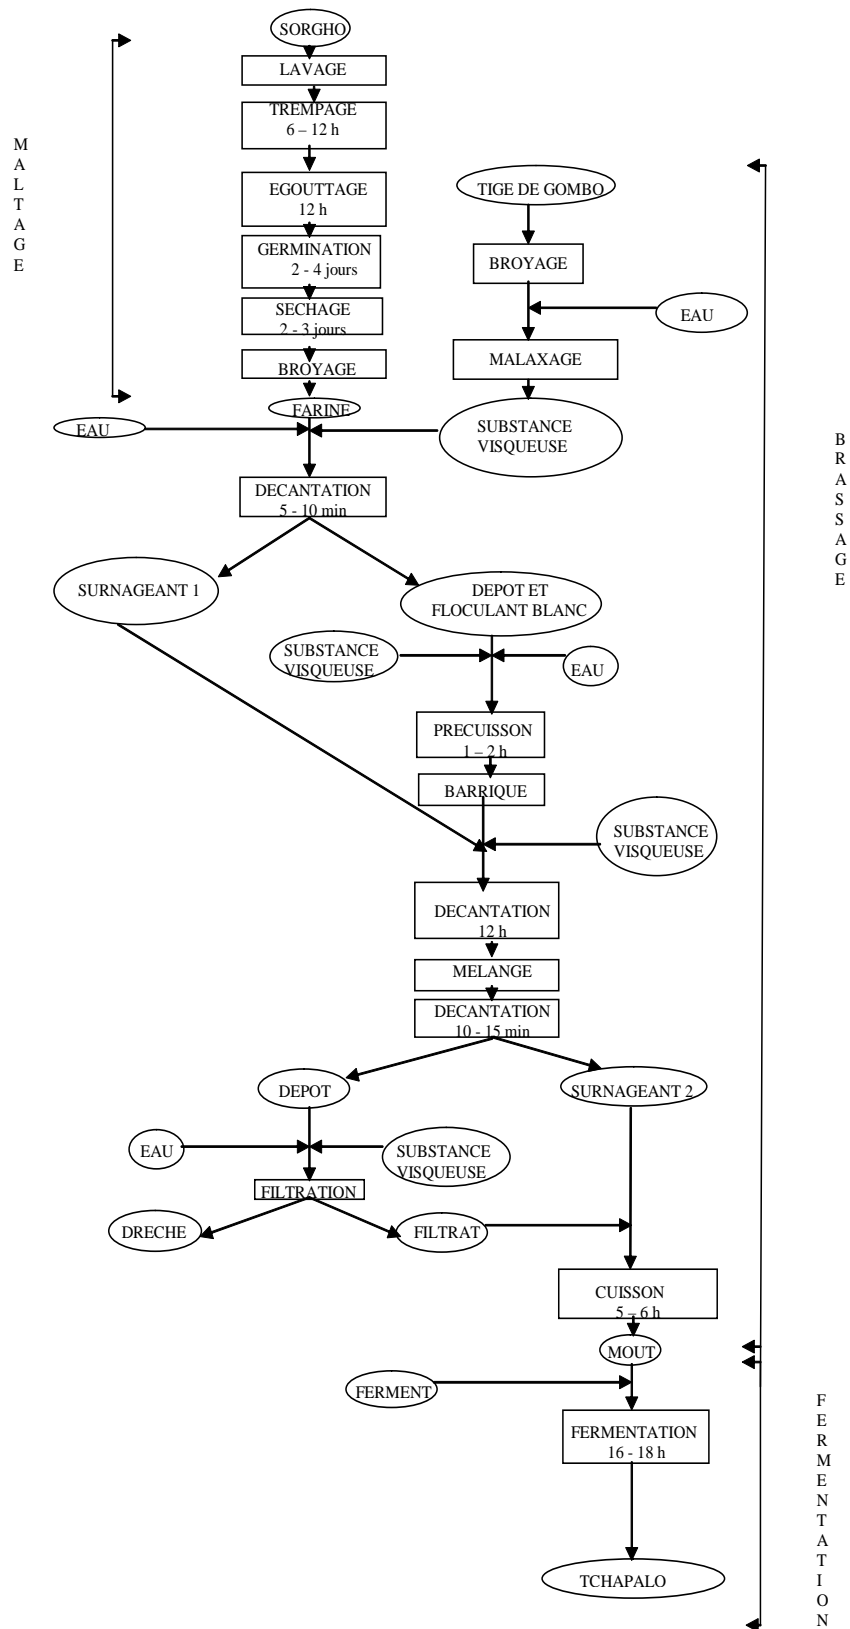 SORGHO
LAVAGE
TREMPAGE
6 – 12 h
MALTAGE
EGOUTTAGE
12 h
TIGE DE GOMBO
GERMINATION
2 - 4 jours
BROYAGE
SECHAGE
2 - 3 jours
EAU
MALAXAGE
BROYAGE
FARINE
EAU
SUBSTANCE
VISQUEUSE
BRASSAGE
DECANTATION
5 - 10 min
SURNAGEANT 1
DEPOT ET
FLOCULANT BLANC
SUBSTANCE
VISQUEUSE
EAU
PRECUISSON
1 – 2 h
BARRIQUE
SUBSTANCE
VISQUEUSE
DECANTATION
12 h
MELANGE
DECANTATION
10 - 15 min
DEPOT
SURNAGEANT 2
EAU
SUBSTANCE
VISQUEUSE
FILTRATION
DRECHE
FILTRAT
CUISSON
5 – 6 h
MOUT
FERMENT
FERMENTATION
16 - 18 h
FERMENTATION
TCHAPALO